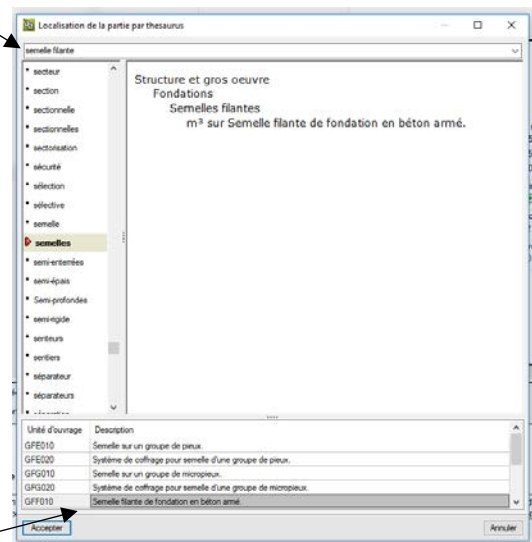 Localisation de la partie par thesaurus
semelle filante
secteur
section
sectionnelle
sectionnelles
sectorisation
sécurité
sélection
sélective
semelle
semelles
semi-enterrées
semi-épais
Semi-profondes
semi-rigide
senteurs
sentiers
séparateur
séparateurs
Structure et gros oeuvre
Fondations
Semelles filantes
m³ sur Semelle filante de fondation en béton armé.
Unité d'ouvrage Description
GFE010 Semelle sur un groupe de pieux.
GFE020 Système de coffrage pour semelle d'une groupe de pieux.
GFG010 Semelle sur un groupe de micropieux.
GFG020 Système de coffrage pour semelle d'une groupe de micropieux.
GFF010 Semelle filante de fondation en béton armé.
Accepter Annuler